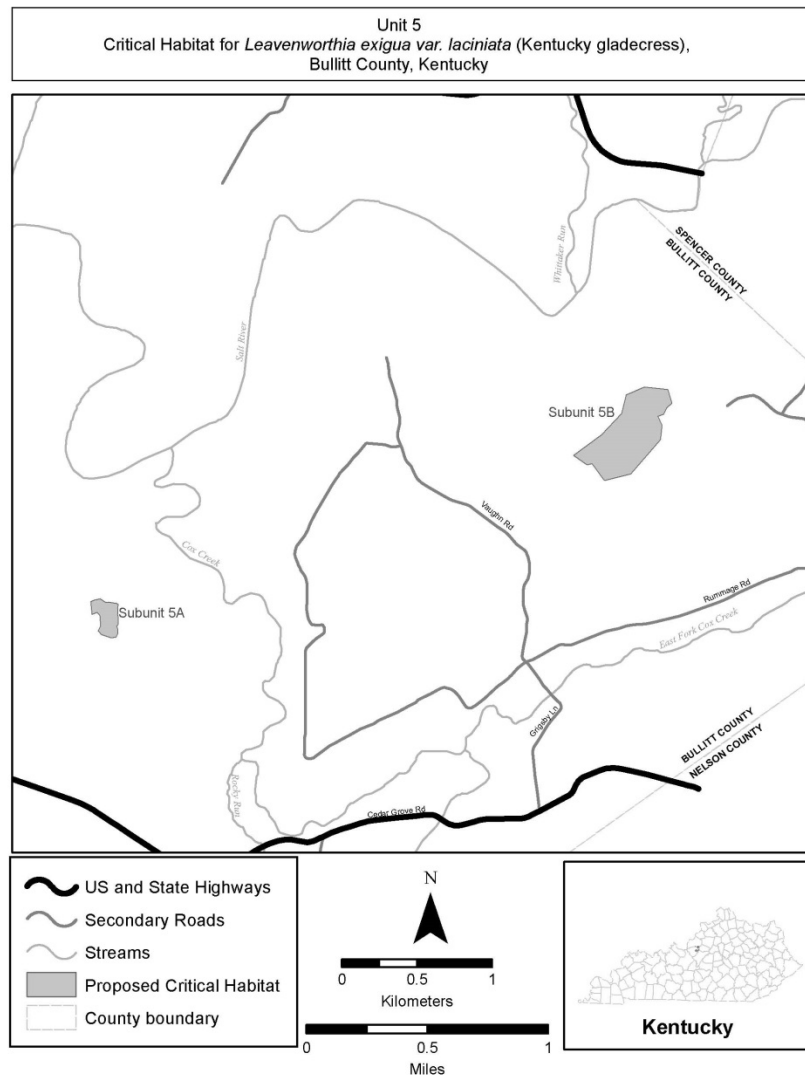 Unit 5
Critical Habitat for Leavenworthia exigua var. laciniata (Kentucky gladecress),
Bullitt County, Kentucky
Whittaker Run
SPENCER COUNTY
BULLITT COUNTY
Salt River
Subunit 5B
Vaughn Rd
Cox Creek
Rummage Rd
Subunit 5A
East Fork Cox Creek
Grigsby Ln
BULLITT COUNTY
NELSON COUNTY
Rocky Run
Cedar Grove Rd
US and State Highways
Secondary Roads
Streams
Proposed Critical Habitat
County boundary
N
0 0.5 1
Kilometers
0 0.5 1
Miles
Kentucky